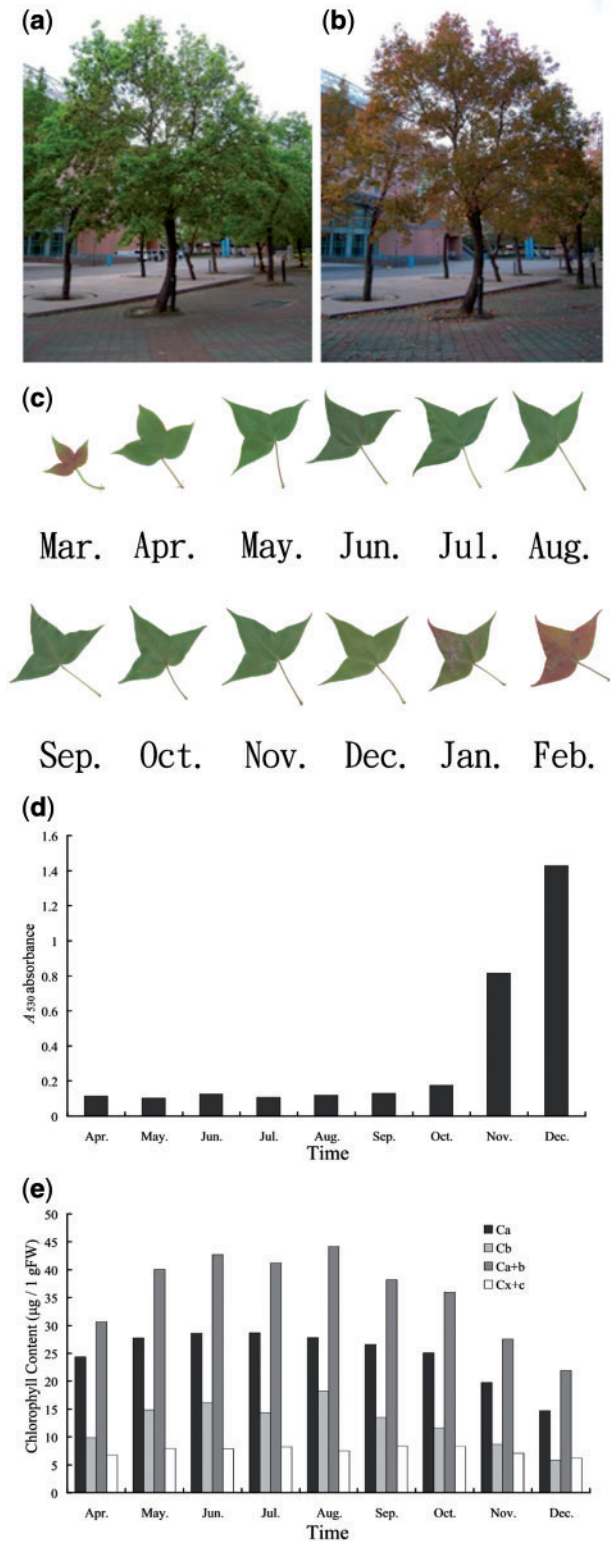 (a)
(b)
(c)
Mar. Apr. May. Jun. Jul. Aug.
Sep. Oct. Nov. Dec. Jan. Feb.
(d)
A530 absorbance
1.6
1.4
1.2
1
0.8
0.6
0.4
0.2
0
Apr. May. Jun. Jul. Aug. Sep. Oct. Nov. Dec.
Time
(e)
Chlorophyll Content (μg / 1 gFW)
50
45
40
35
30
25
20
15
10
5
0
Ca
Cb
Ca+b
Cx+c
Apr. May. Jun. Jul. Aug. Sep. Oct. Nov. Dec.
Time